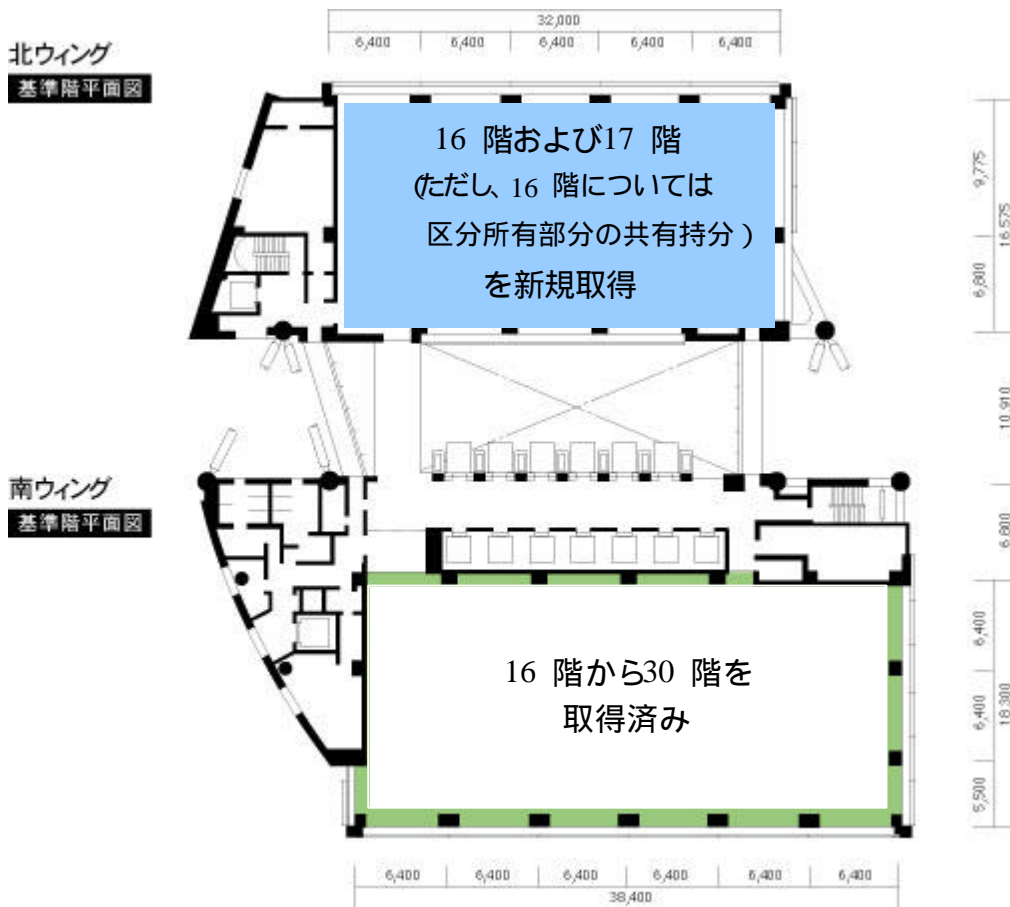 32,000
6,400 6,400 6,400 6,400 6,400
北ウィング
基準階平面図
16 階および17 階
(ただし、16 階については
区分所有部分の共有持分)
を新規取得
9,775
16,575
6,800
10,910
南ウィング
基準階平面図
6,800
16 階から30 階を
取得済み
6,400
6,400
18,300
5,500
6,400 6,400 6,400 6,400 6,400 6,400
38,400